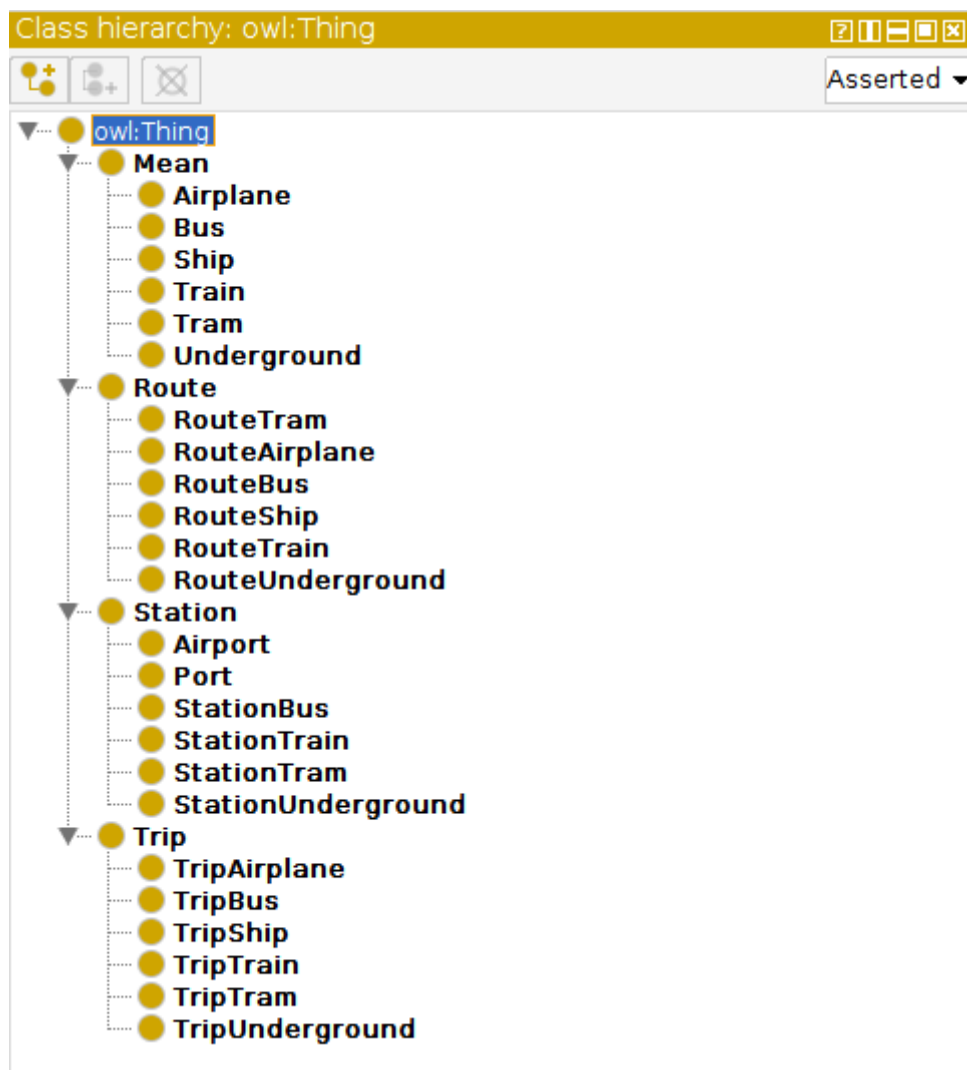 Class hierarchy: owl:Thing
Asserted
owl:Thing
Mean
Airplane
Bus
Ship
Train
Tram
Underground
Route
RouteTram
RouteAirplane
RouteBus
RouteShip
RouteTrain
RouteUnderground
Station
Airport
Port
StationBus
StationTrain
StationTram
StationUnderground
Trip
TripAirplane
TripBus
TripShip
TripTrain
TripTram
TripUnderground